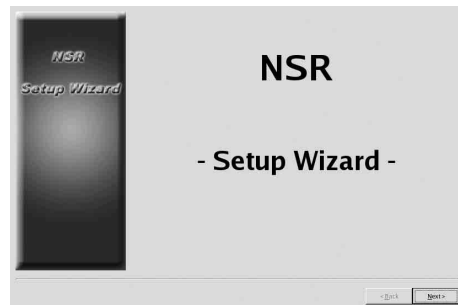 NSR
Setup Wizard
NSR
- Setup Wizard -
<Back
Next>